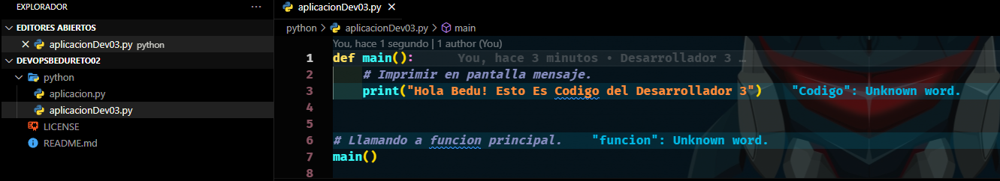 EXPLORADOR ···
EDITORES ABIERTOS
aplicacionDev03.py python
DEVOPSBEDURETO02
python
aplicacion.py
aplicacionDev03.py
LICENSE
README.md
aplicacionDev03.py
python > aplicacionDev03.py > main
You, hace 1 segundo | 1 author (You)
1 def main(): You, hace 3 minutos • Desarrollador 3 …
2 # Imprimir en pantalla mensaje.
3 print("Hola Bedu! Esto Es Codigo del Desarrollador 3") "Codigo": Unknown word.
4
5
6 # Llamando a funcion principal. "funcion": Unknown word.
7 main()
8